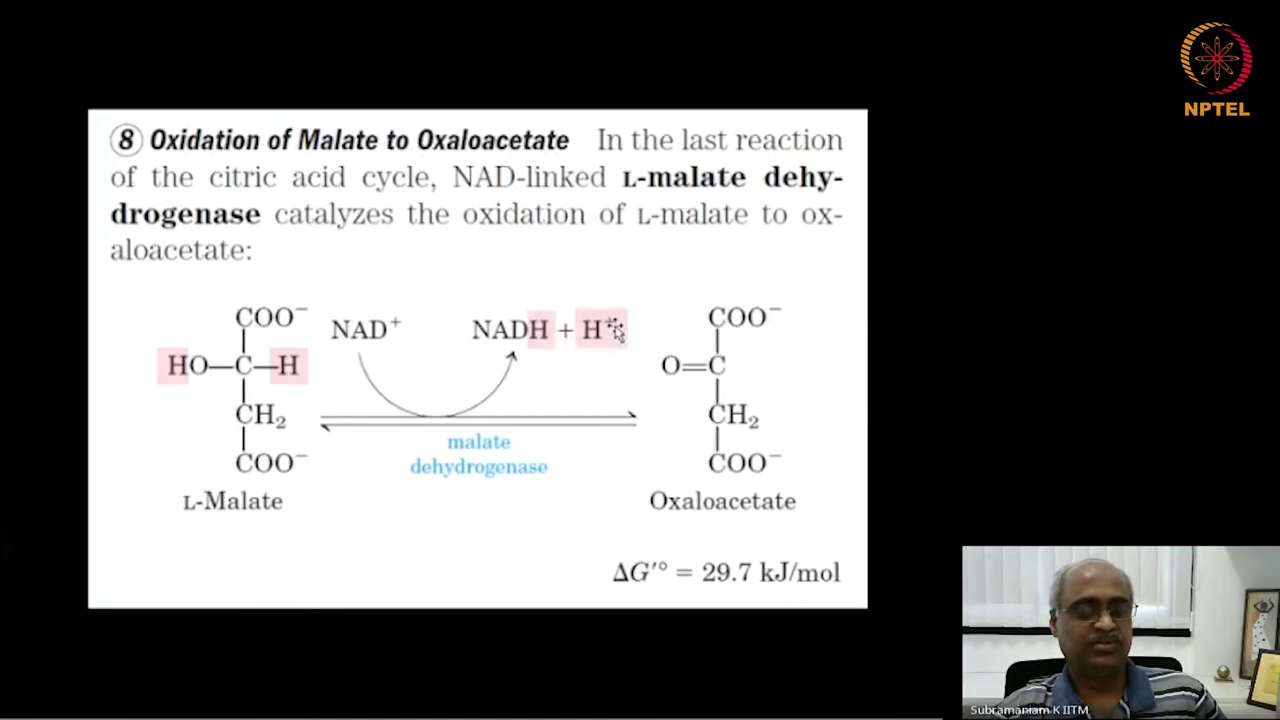 NPTEL
⑧ Oxidation of Malate to Oxaloacetate In the last reaction
of the citric acid cycle, NAD-linked L-malate dehy-
drogenase catalyzes the oxidation of L-malate to ox-
aloacetate:
COO⁻ NAD⁺ NADH + H⁺ COO⁻
HO—C—H O=C
CH₂ CH₂
malate
COO⁻ dehydrogenase COO⁻
L-Malate Oxaloacetate
ΔG′° = 29.7 kJ/mol
Subramaniam K IITM